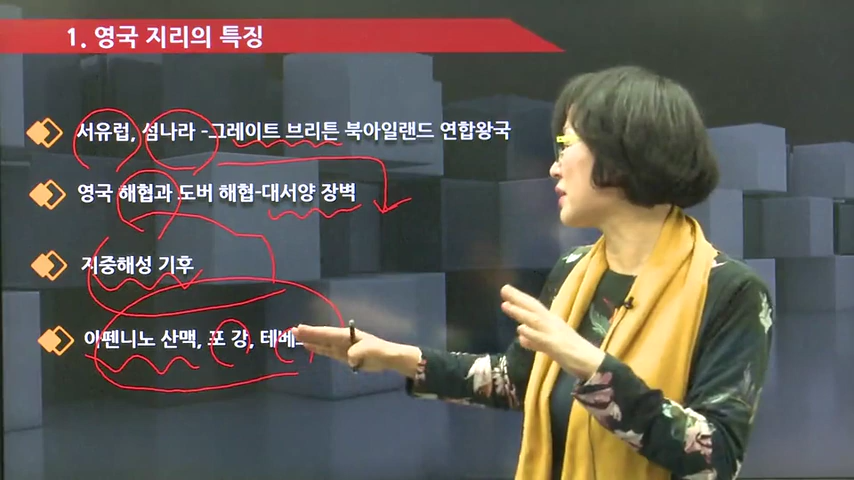 1. 영국 지리의 특징
서유럽, 섬나라 -그레이트 브리튼 북아일랜드 연합왕국
영국 해협과 도버 해협-대서양 장벽
지중해성 기후
아펜니노 산맥, 포 강, 테베